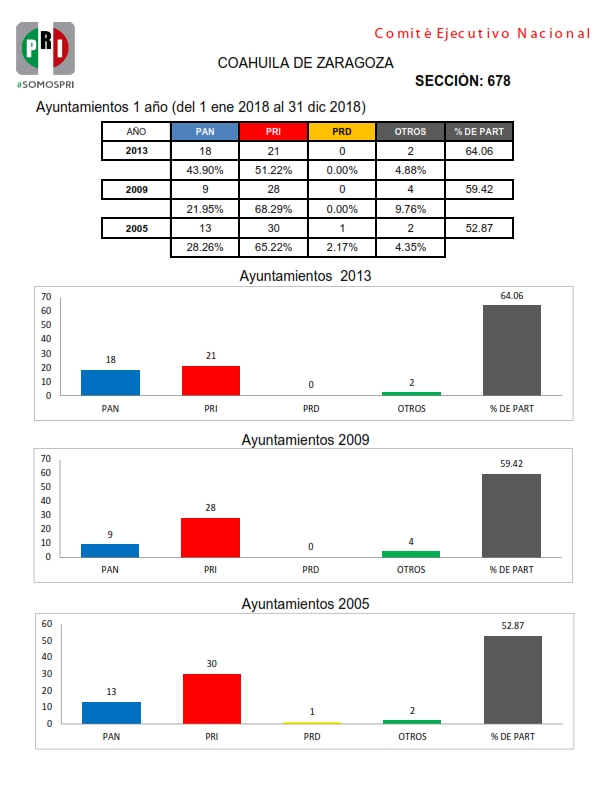 PRI
#SOMOSPRI
Comité Ejecutivo Nacional
COAHUILA DE ZARAGOZA
SECCIÓN: 678
Ayuntamientos 1 año (del 1 ene 2018 al 31 dic 2018)
AÑO PAN PRI PRD OTROS % DE PART
2013 18 21 0 2 64.06
43.90% 51.22% 0.00% 4.88%
2009 9 28 0 4 59.42
21.95% 68.29% 0.00% 9.76%
2005 13 30 1 2 52.87
28.26% 65.22% 2.17% 4.35%
Ayuntamientos 2013
70
60
50
40
30
20
10
0
18 21 0 2 64.06
PAN PRI PRD OTROS % DE PART
Ayuntamientos 2009
70
60
50
40
30
20
10
0
9 28 0 4 59.42
PAN PRI PRD OTROS % DE PART
Ayuntamientos 2005
60
50
40
30
20
10
0
13 30 1 2 52.87
PAN PRI PRD OTROS % DE PART